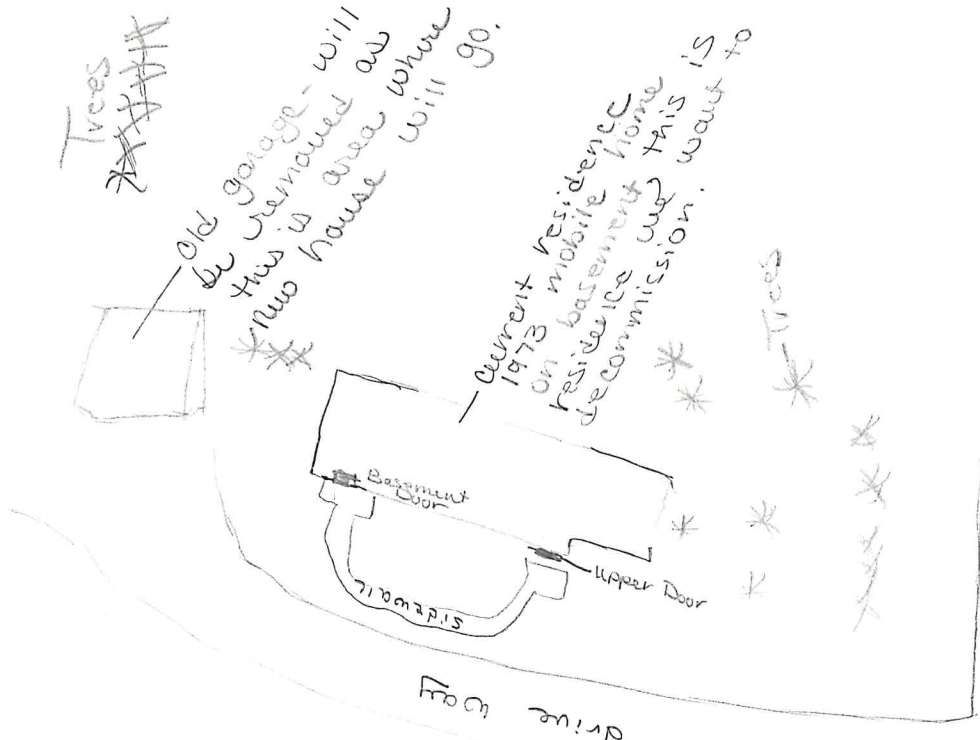 Trees
Old garage - will
be removed as
this is area where
new house will go.
Current residence
1973 mobile home
on basement this is
residence we want to
decommission.
Trees
Basement
Door
Upper Door
sidewalk
drive way